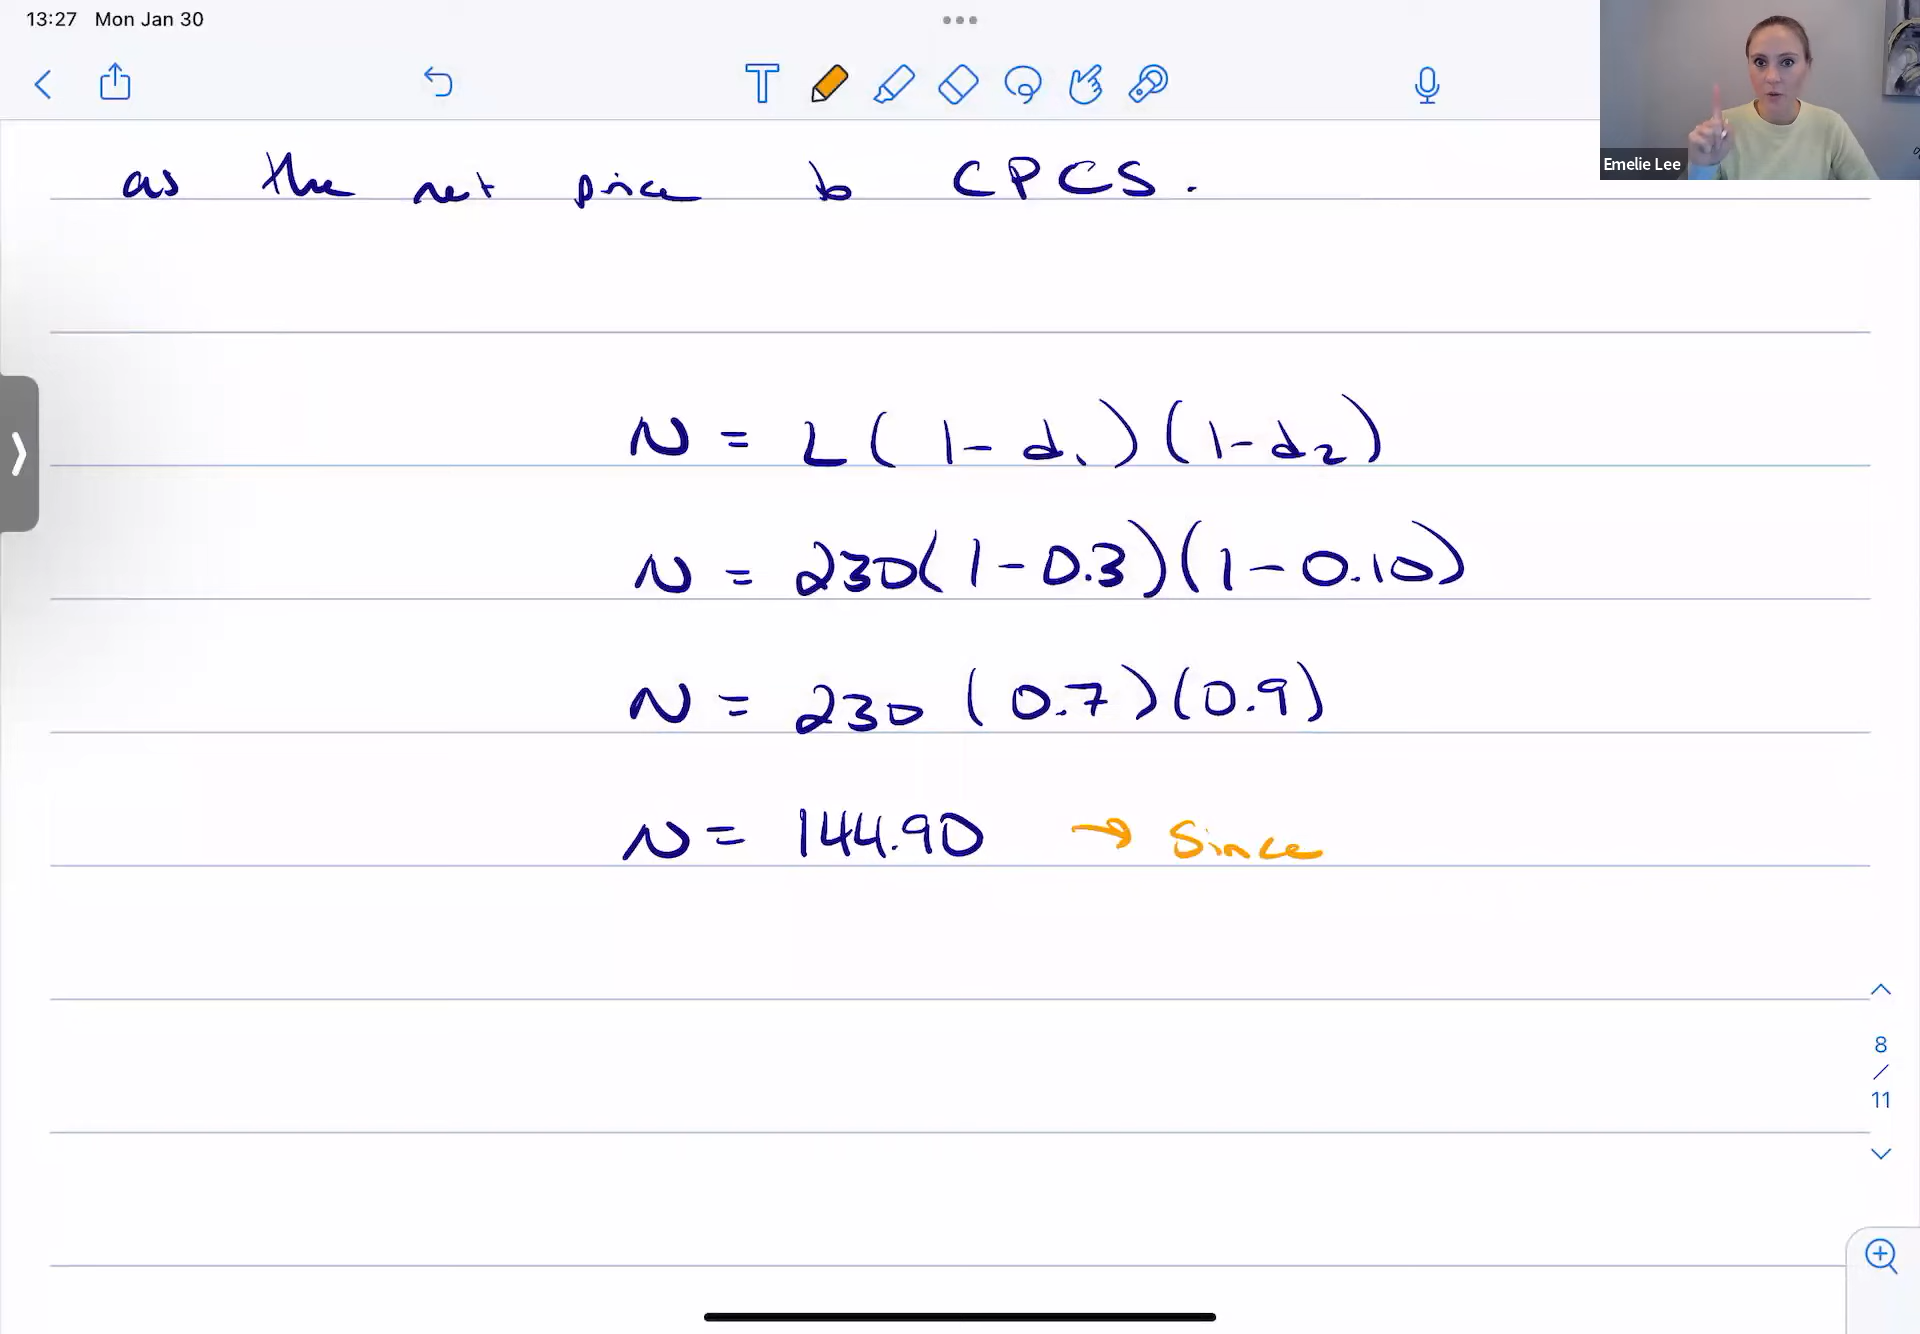 13:27 Mon Jan 30
Emelie Lee
as the net price to CPCS.
N = L(1-d₁)(1-d₂)
N = 230(1-0.3)(1-0.10)
N = 230 (0.7)(0.9)
N = 144.90 → Since
8
/
11